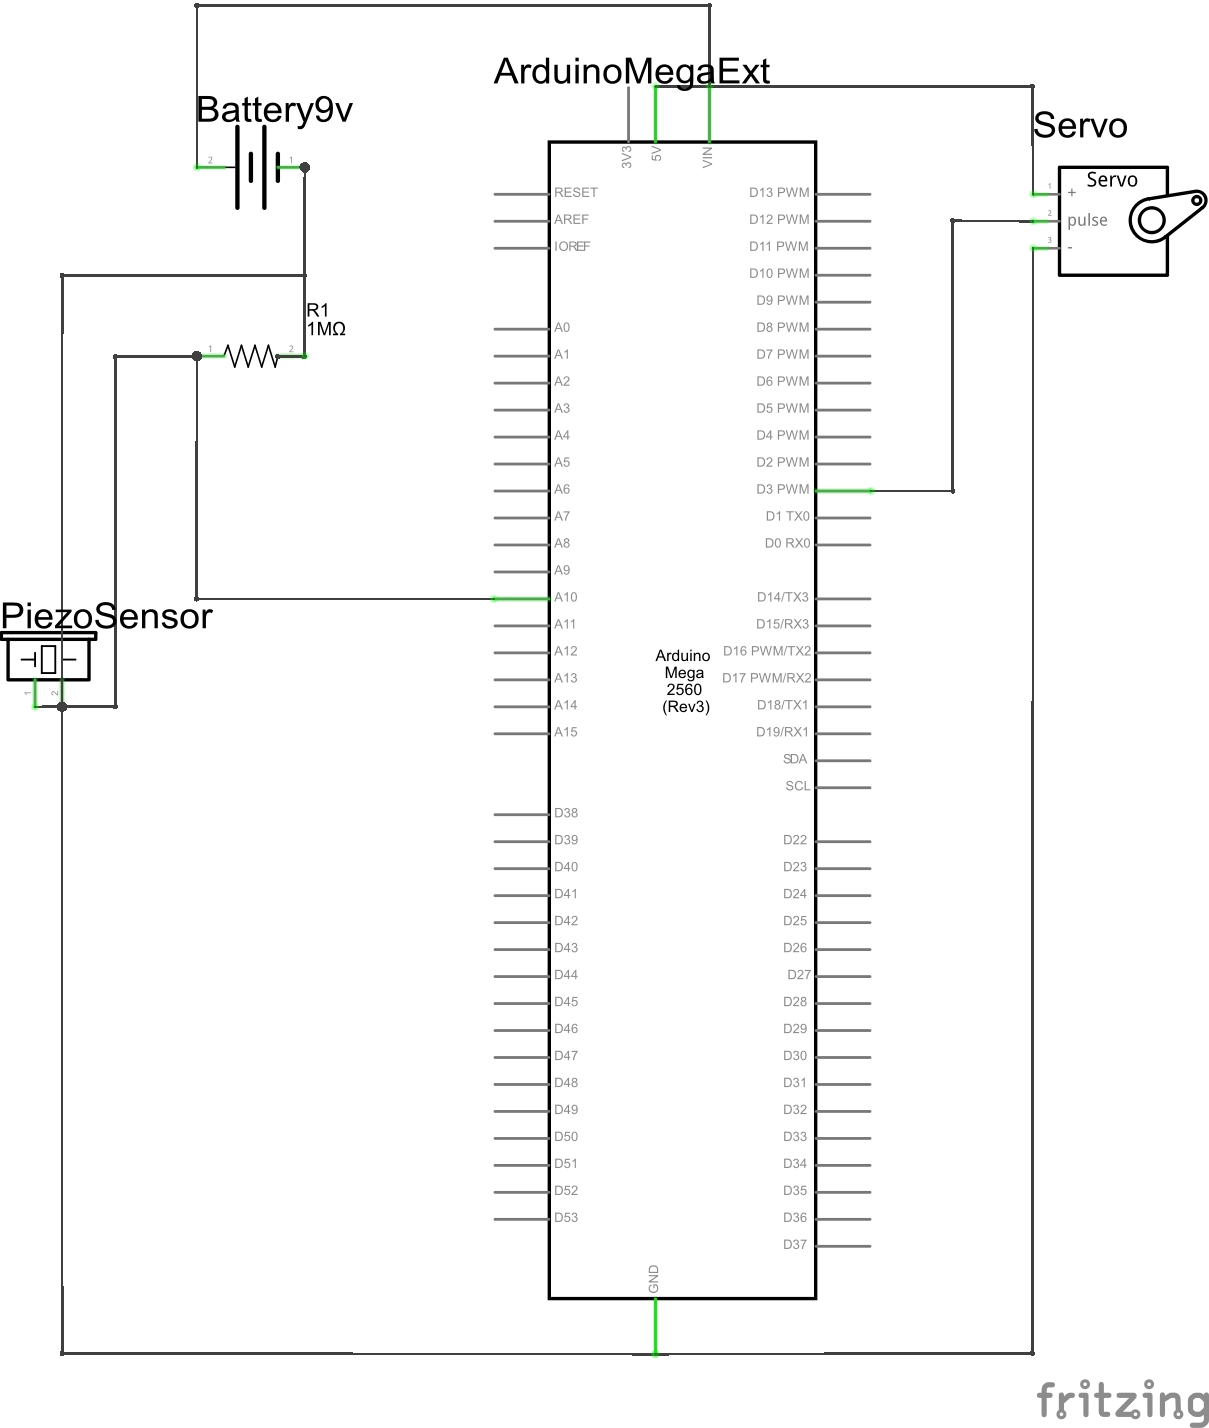 ArduinoMegaExt
Battery9v
Servo
2
1
3V3
5V
VIN
1
Servo
+
2
pulse
3
-
RESET
AREF
IOREF
D13 PWM
D12 PWM
D11 PWM
D10 PWM
D9 PWM
D8 PWM
D7 PWM
D6 PWM
D5 PWM
D4 PWM
D2 PWM
D3 PWM
D1 TX0
D0 RX0
R1
1MΩ
1
2
A0
A1
A2
A3
A4
A5
A6
A7
A8
A9
A10
A11
A12
A13
A14
A15
PiezoSensor
1
2
Arduino
Mega
2560
(Rev3)
D14/TX3
D15/RX3
D16 PWM/TX2
D17 PWM/RX2
D18/TX1
D19/RX1
SDA
SCL
D38
D39
D40
D41
D42
D43
D44
D45
D46
D47
D48
D49
D50
D51
D52
D53
D22
D23
D24
D25
D26
D27
D28
D29
D30
D31
D32
D33
D34
D35
D36
D37
GND
fritzing